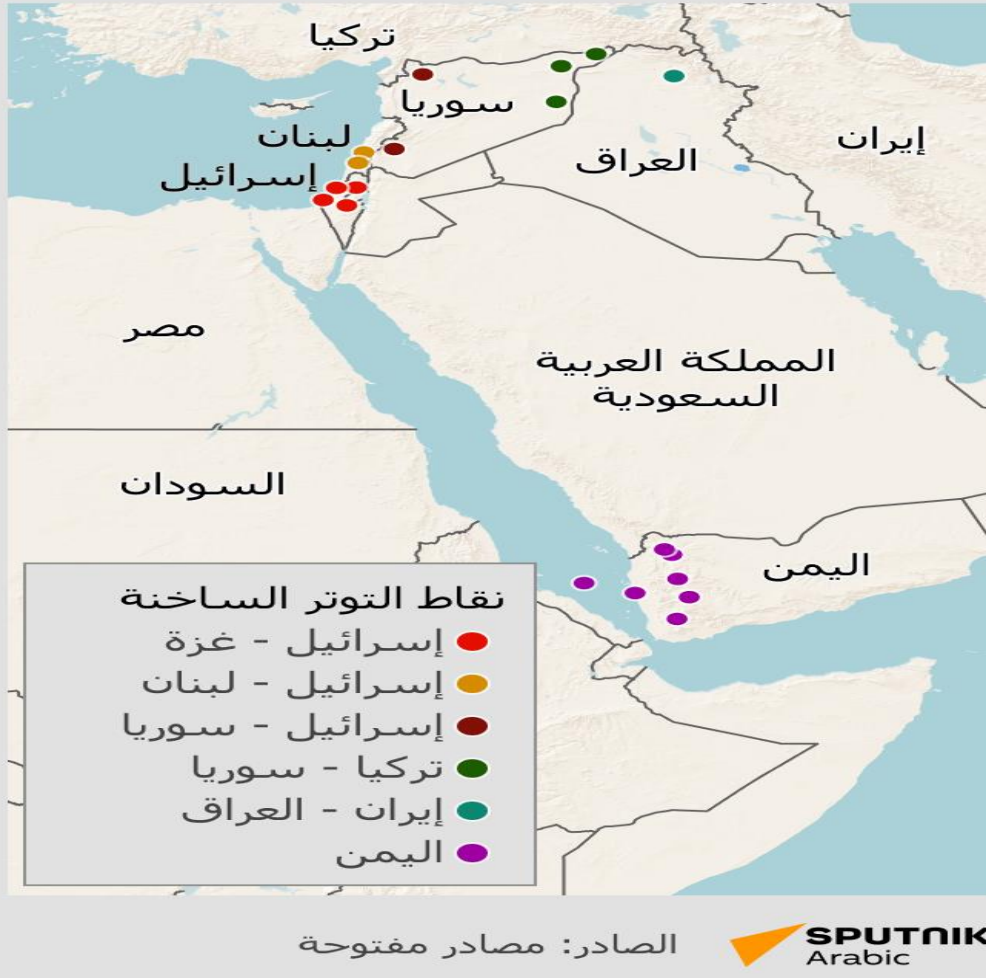 تركيا
سوريا
لبنان
إسرائيل
العراق
إيران
مصر
المملكة العربية
السعودية
السودان
اليمن
نقاط التوتر الساخنة
إسرائيل - غزة
إسرائيل - لبنان
إسرائيل - سوريا
تركيا - سوريا
إيران - العراق
اليمن
الصادر: مصادر مفتوحة
SPUTNIK
Arabic